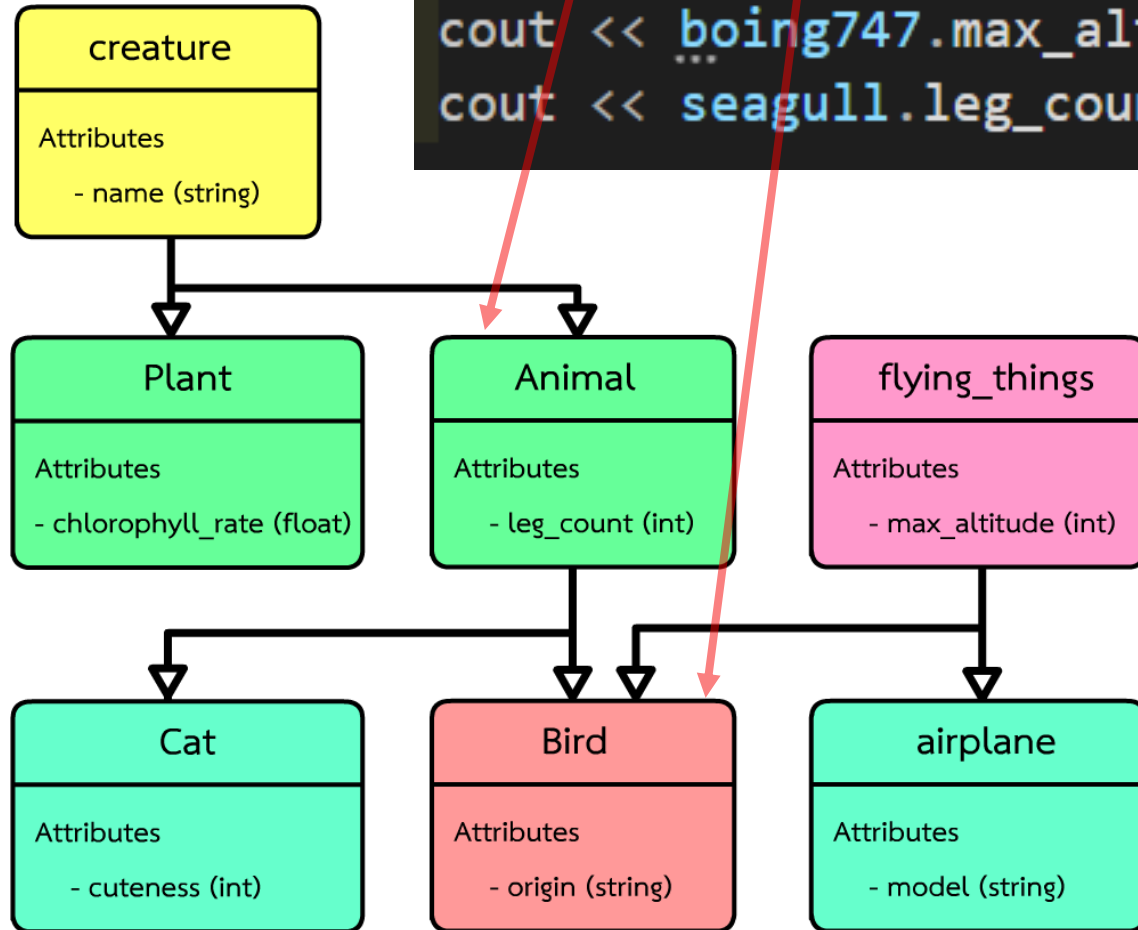 cout << boing747.max_al
cout << seagull.leg_cou
creature
Attributes
- name (string)
Plant
Attributes
- chlorophyll_rate (float)
Animal
Attributes
- leg_count (int)
flying_things
Attributes
- max_altitude (int)
Cat
Attributes
- cuteness (int)
Bird
Attributes
- origin (string)
airplane
Attributes
- model (string)